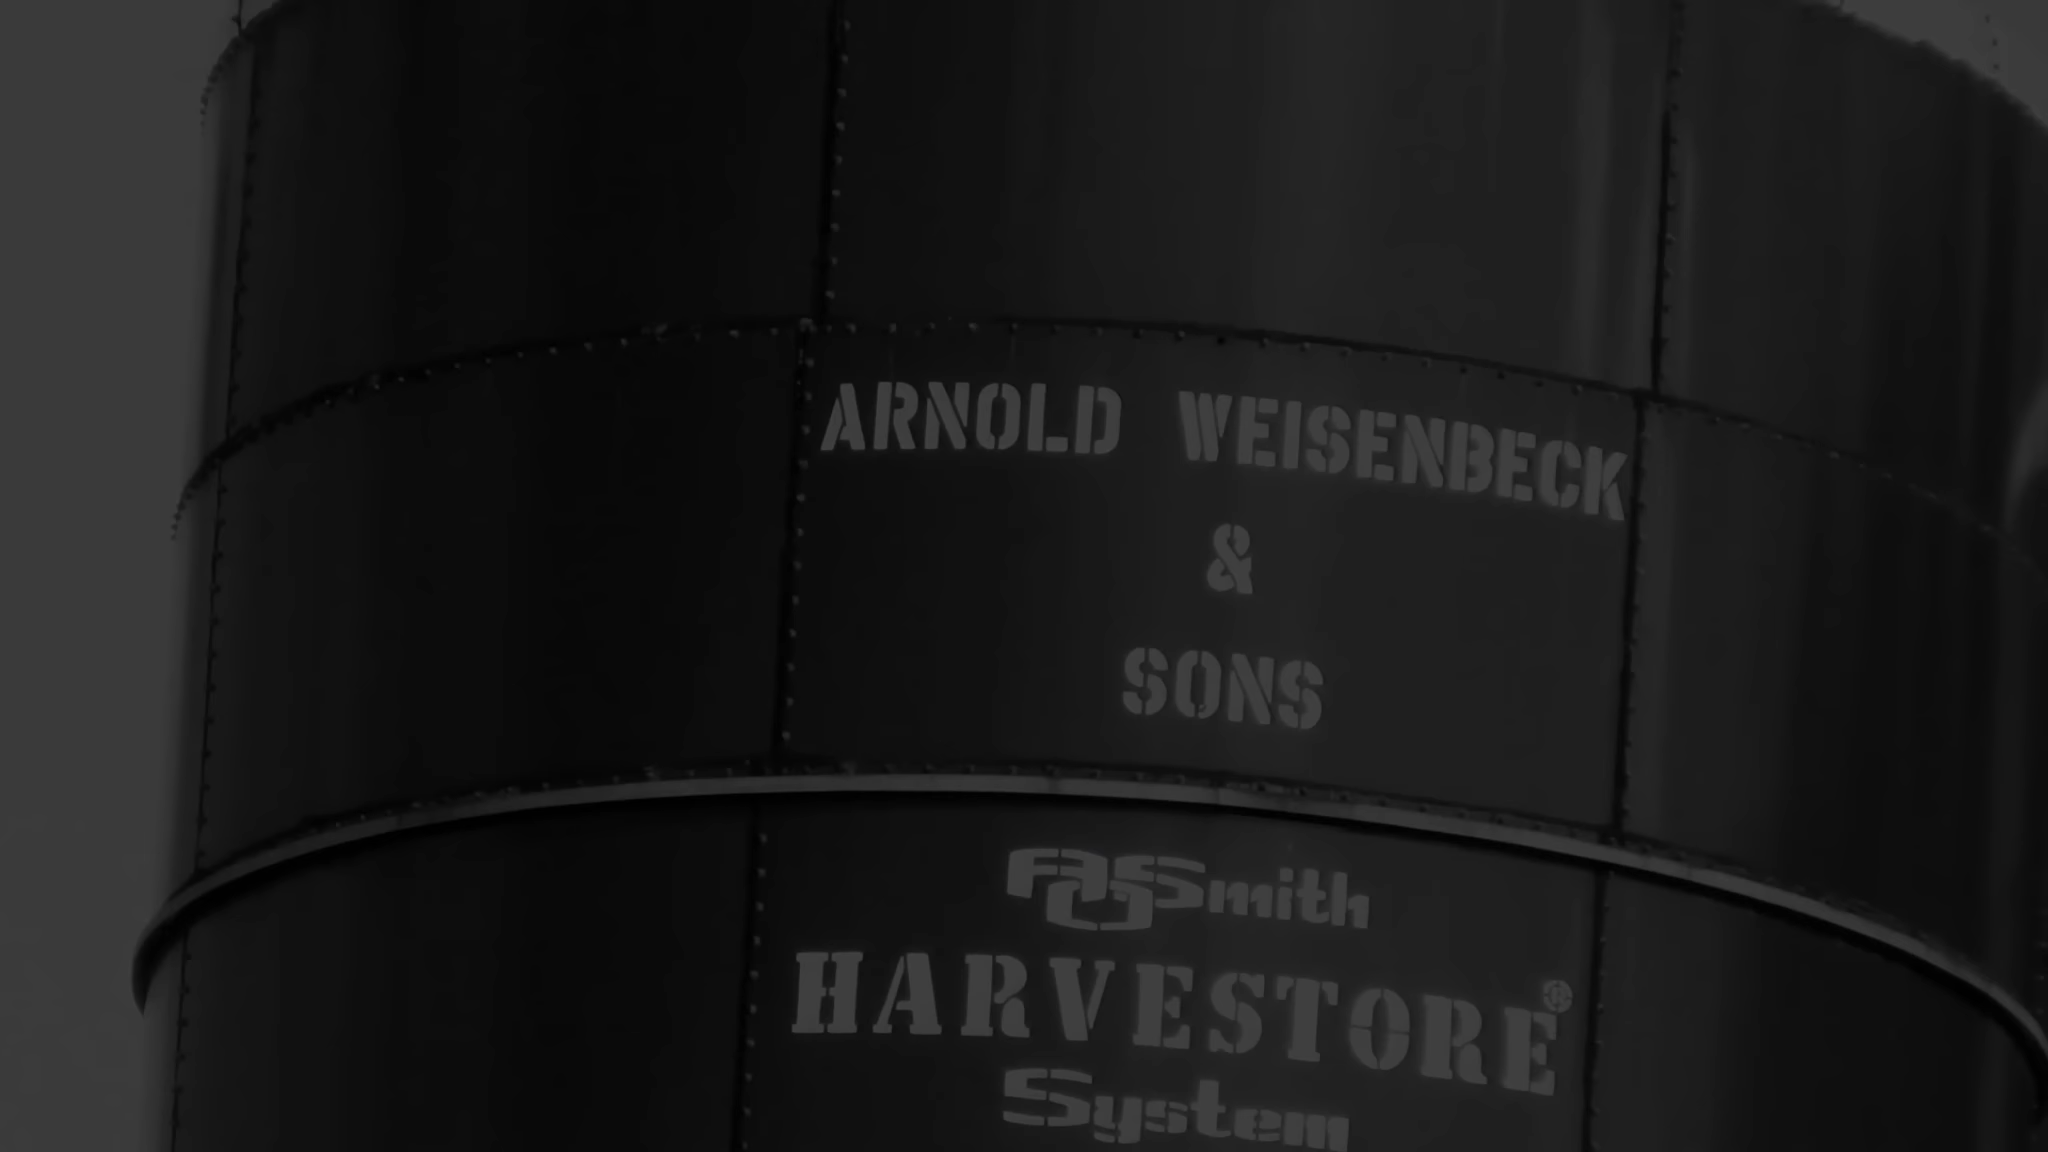 ARNOLD WEISENBECK
&
SONS
AOSmith
HARVESTORE®
System